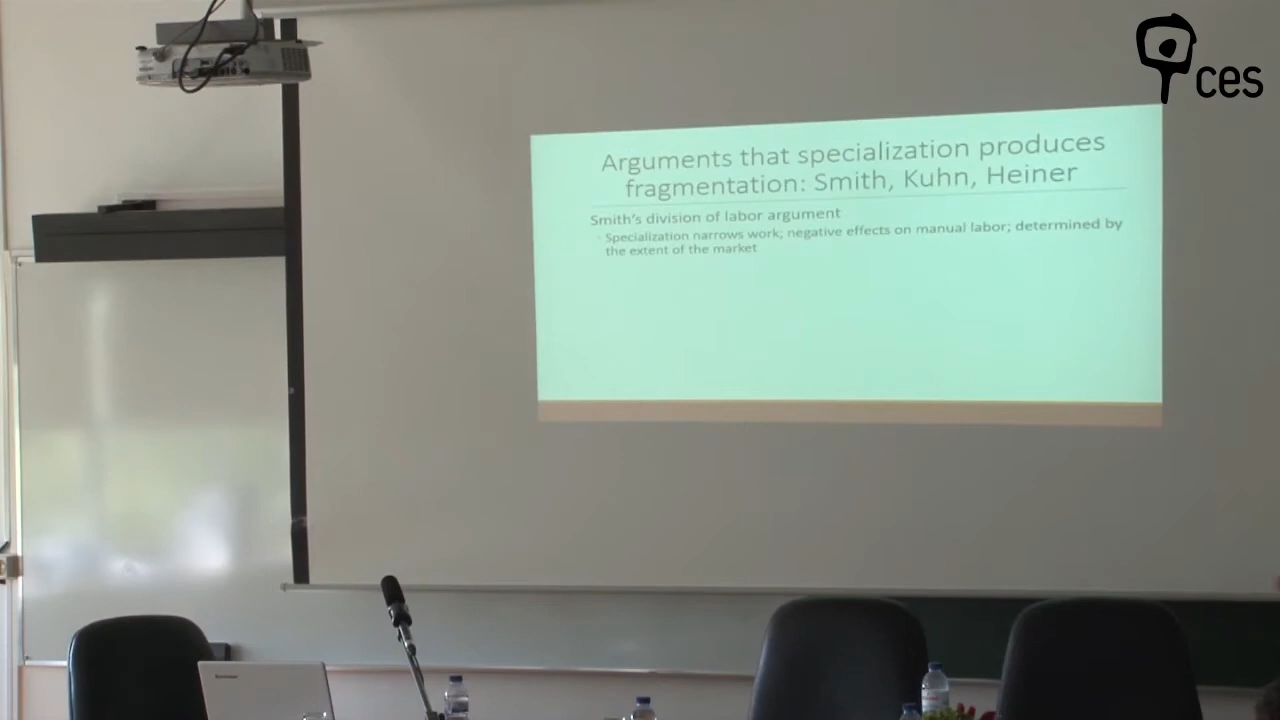 ces
Arguments that specialization produces
fragmentation: Smith, Kuhn, Heiner
Smith's division of labor argument
Specialization narrows work; negative effects on manual labor; determined by
the extent of the market
lenovo